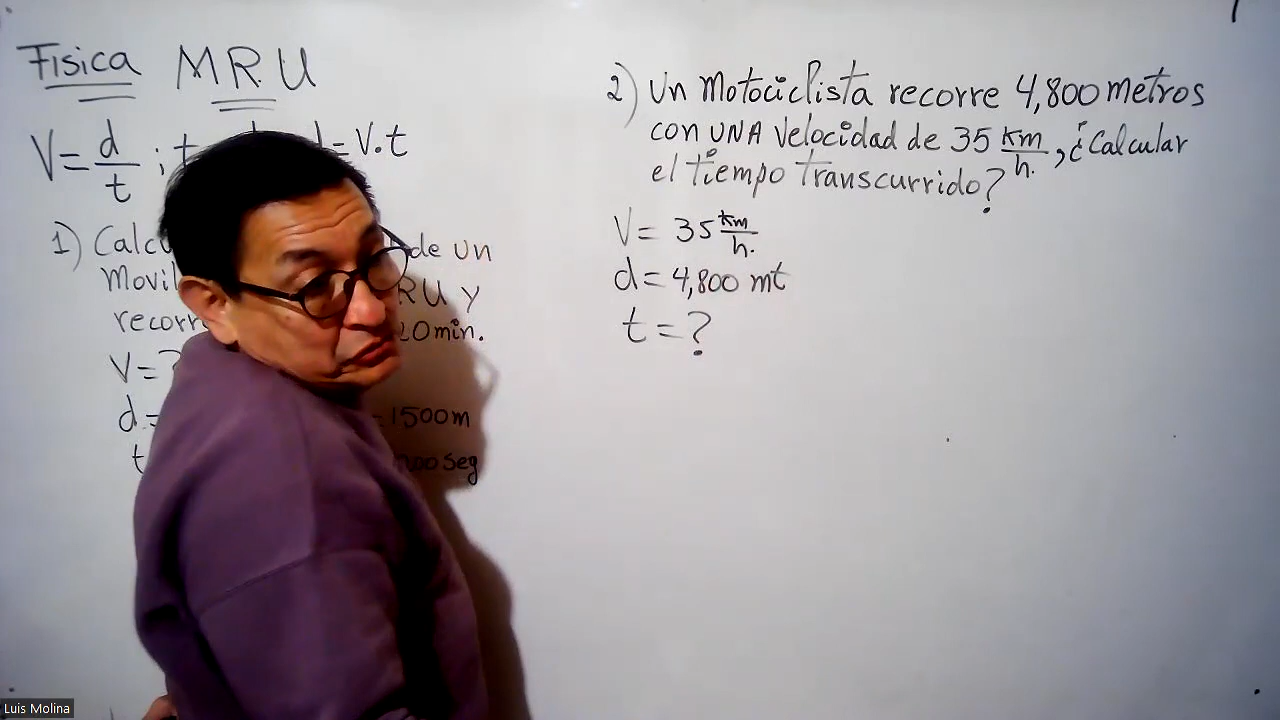 Fisica MRU
V = d/t ; t d = V.t
1) Calc de un
Movil RU Y
recorr 20 min.
V = ?
d = = 1500 m
t 00 seg
2) Un Motociclista recorre 4,800 metros
con UNA Velocidad de 35 km/h. , ¿Calcular
el tiempo transcurrido?
V = 35 km/h.
d = 4,800 mt
t = ?
Luis Molina